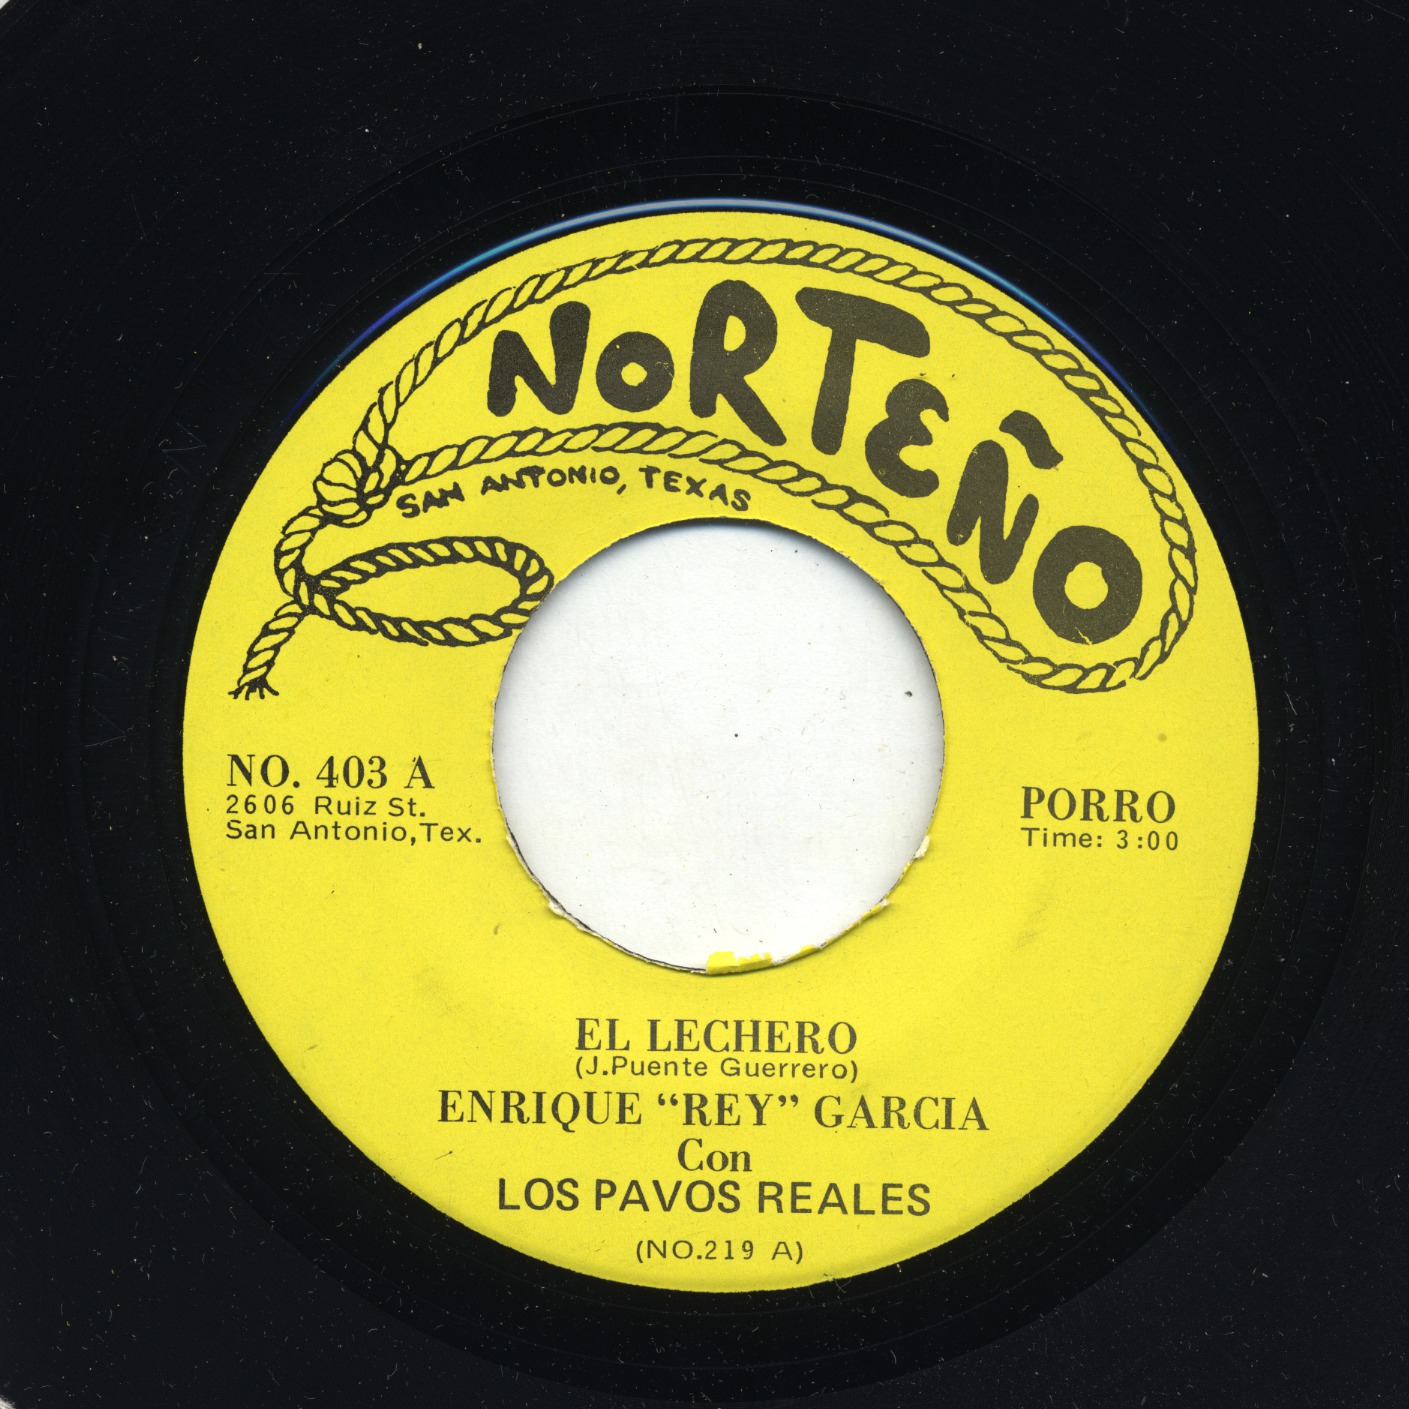 NORTEÑO
SAN ANTONIO, TEXAS
NO. 403 A
2606 Ruiz St.
San Antonio,Tex.
PORRO
Time: 3:00
EL LECHERO
(J.Puente Guerrero)
ENRIQUE “REY” GARCIA
Con
LOS PAVOS REALES
(NO.219 A)